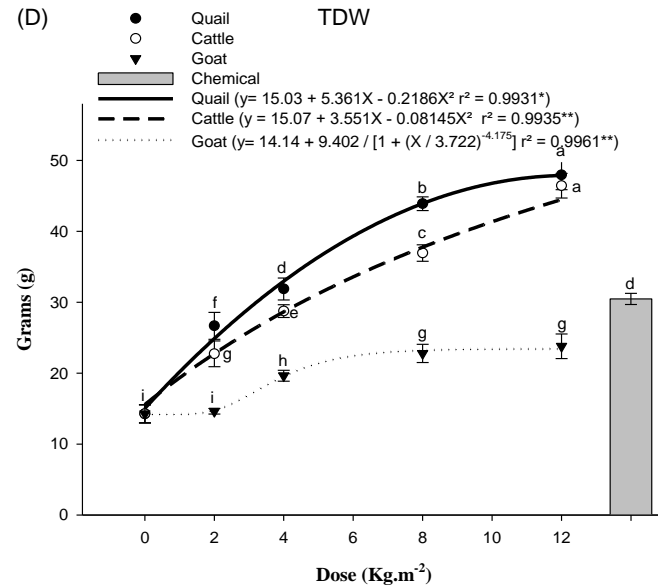 (D) TDW
Quail
Cattle
Goat
Chemical
Quail (y= 15.03 + 5.361X - 0.2186X² r² = 0.9931*)
Cattle (y = 15.07 + 3.551X - 0.08145X² r² = 0.9935**)
Goat (y= 14.14 + 9.402 / [1 + (X / 3.722)^-4.175] r² = 0.9961**)
a
50
b
a
40
c
d
d
Grams (g)
30
f
e
g
g
g
20
h
i
i
10
0
0 2 4 6 8 10 12
Dose (Kg.m⁻²)